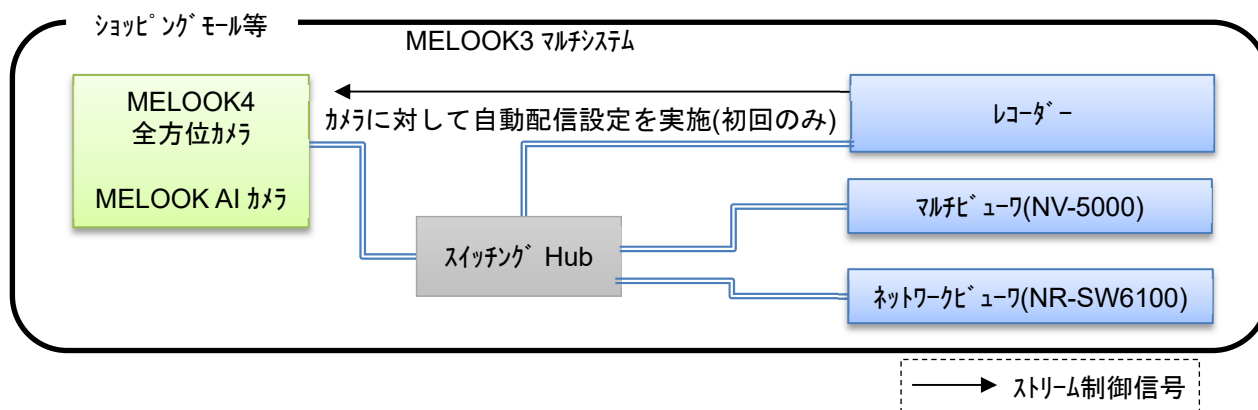 ｼｮｯﾋﾟﾝｸﾞﾓｰﾙ等
MELOOK3 ﾏﾙﾁｼｽﾃﾑ
MELOOK4
全方位ｶﾒﾗ
MELOOK AI ｶﾒﾗ
ｶﾒﾗに対して自動配信設定を実施(初回のみ)
ﾚｺｰﾀﾞｰ
ﾏﾙﾁﾋﾞｭｰﾜ(NV-5000)
ｽｲｯﾁﾝｸﾞ Hub
ﾈｯﾄﾜｰｸﾋﾞｭｰﾜ(NR-SW6100)
ｽﾄﾘｰﾑ制御信号